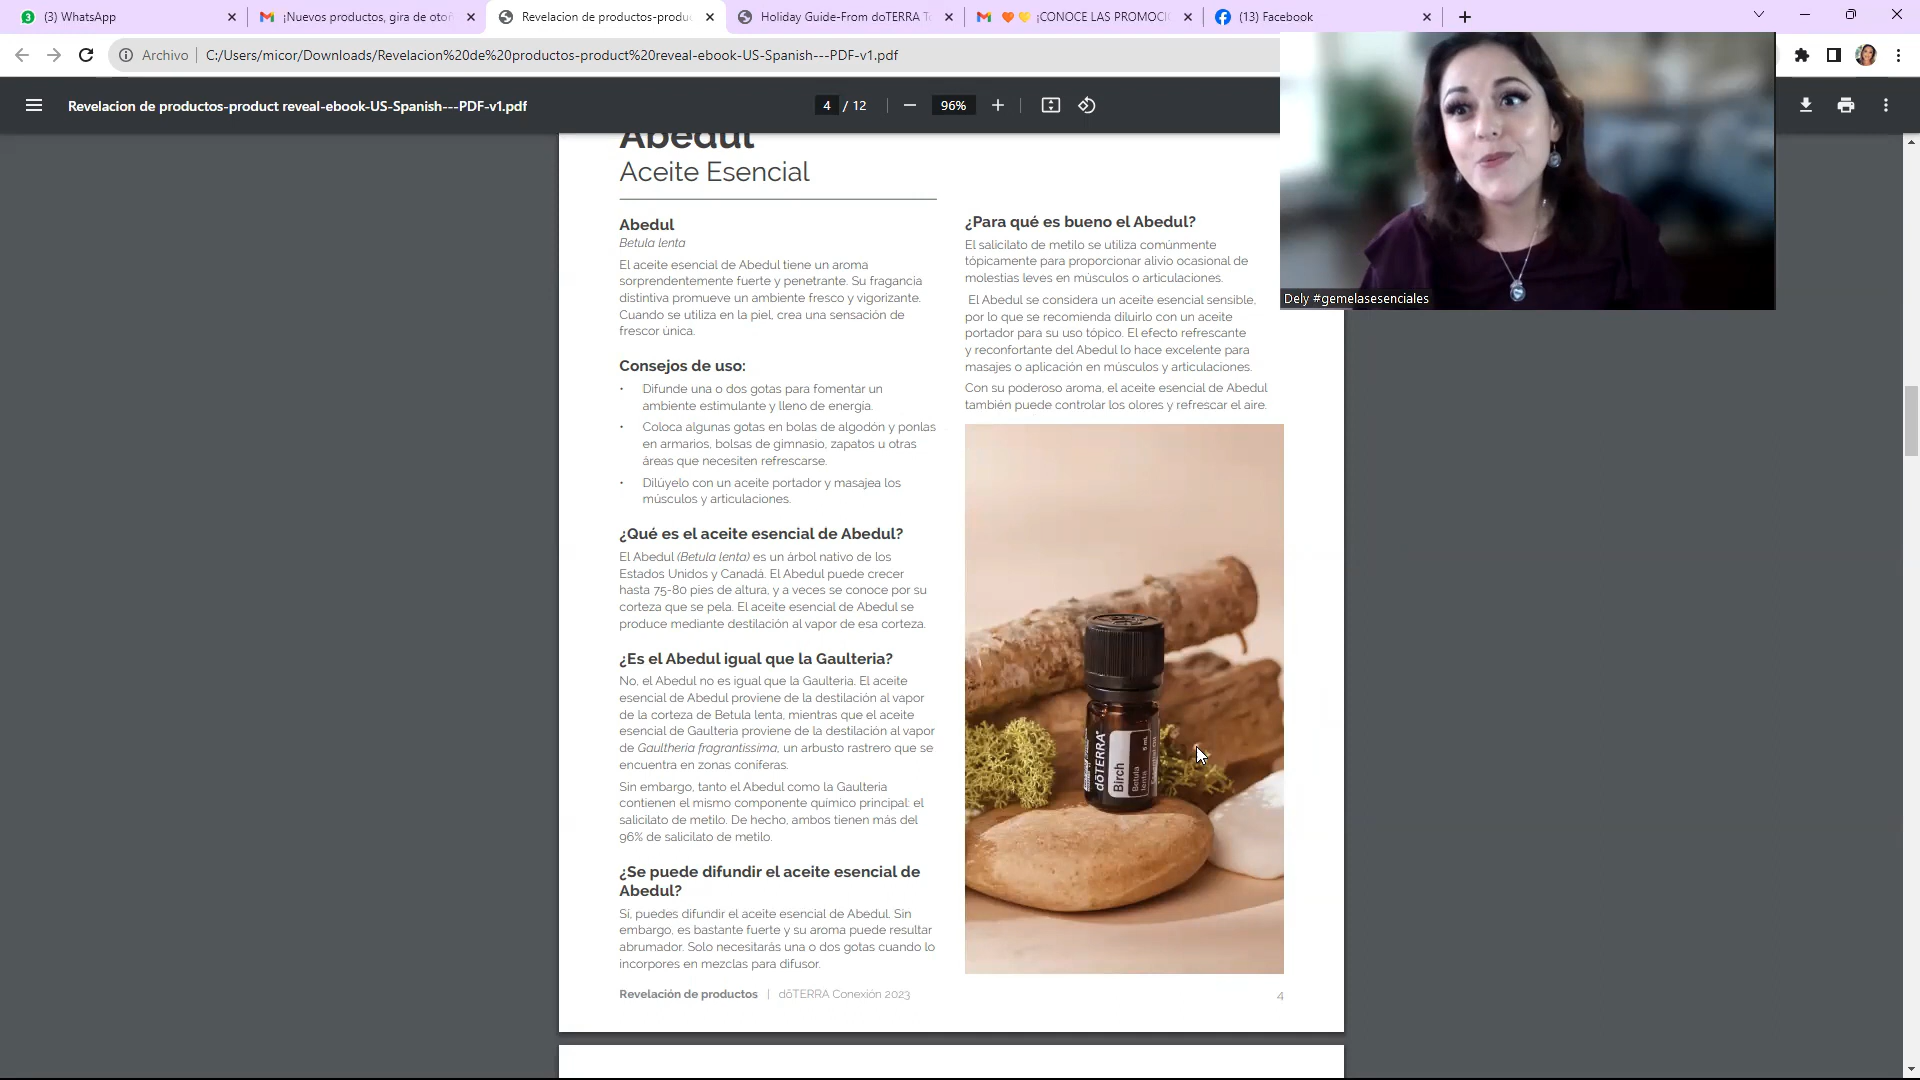 (3) WhatsApp
¡Nuevos productos, gira de otoñ
Revelacion de productos-produc
Holiday Guide-From doTERRA To
¡CONOCE LAS PROMOCI
(13) Facebook
Archivo
C:/Users/micor/Downloads/Revelacion%20de%20productos-product%20reveal-ebook-US-Spanish---PDF-v1.pdf
Revelacion de productos-product reveal-ebook-US-Spanish---PDF-v1.pdf
4 / 12
96%
Dely #gemelasesenciales
Abedul
Aceite Esencial
Abedul
Betula lenta
El aceite esencial de Abedul tiene un aroma
sorprendentemente fuerte y penetrante. Su fragancia
distintiva promueve un ambiente fresco y vigorizante.
Cuando se utiliza en la piel, crea una sensación de
frescor única.
Consejos de uso:
• Difunde una o dos gotas para fomentar un
ambiente estimulante y lleno de energía.
• Coloca algunas gotas en bolas de algodón y ponlas
en armarios, bolsas de gimnasio, zapatos u otras
áreas que necesiten refrescarse.
• Dilúyelo con un aceite portador y masajea los
músculos y articulaciones.
¿Qué es el aceite esencial de Abedul?
El Abedul (Betula lenta) es un árbol nativo de los
Estados Unidos y Canadá. El Abedul puede crecer
hasta 75-80 pies de altura, y a veces se conoce por su
corteza que se pela. El aceite esencial de Abedul se
produce mediante destilación al vapor de esa corteza.
¿Es el Abedul igual que la Gaulteria?
No, el Abedul no es igual que la Gaulteria. El aceite
esencial de Abedul proviene de la destilación al vapor
de la corteza de Betula lenta, mientras que el aceite
esencial de Gaulteria proviene de la destilación al vapor
de Gaultheria fragrantissima, un arbusto rastrero que se
encuentra en zonas coníferas.
Sin embargo, tanto el Abedul como la Gaulteria
contienen el mismo componente químico principal: el
salicilato de metilo. De hecho, ambos tienen más del
96% de salicilato de metilo.
¿Se puede difundir el aceite esencial de
Abedul?
Sí, puedes difundir el aceite esencial de Abedul. Sin
embargo, es bastante fuerte y su aroma puede resultar
abrumador. Solo necesitarás una o dos gotas cuando lo
incorpores en mezclas para difusor.
¿Para qué es bueno el Abedul?
El salicilato de metilo se utiliza comúnmente
tópicamente para proporcionar alivio ocasional de
molestias leves en músculos o articulaciones.
El Abedul se considera un aceite esencial sensible,
por lo que se recomienda diluirlo con un aceite
portador para su uso tópico. El efecto refrescante
y reconfortante del Abedul lo hace excelente para
masajes o aplicación en músculos y articulaciones.
Con su poderoso aroma, el aceite esencial de Abedul
también puede controlar los olores y refrescar el aire.
dōTERRA
Birch
Betula
lenta
5 mL
Revelación de productos | dōTERRA Conexión 2023
4